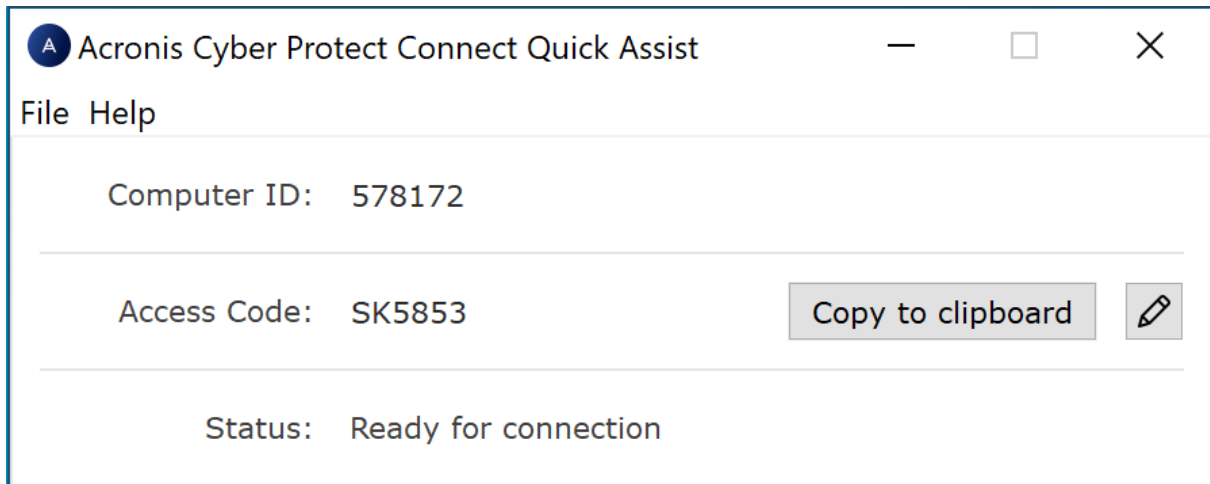 Acronis Cyber Protect Connect Quick Assist
File Help
Computer ID: 578172
Access Code: SK5853 Copy to clipboard
Status: Ready for connection